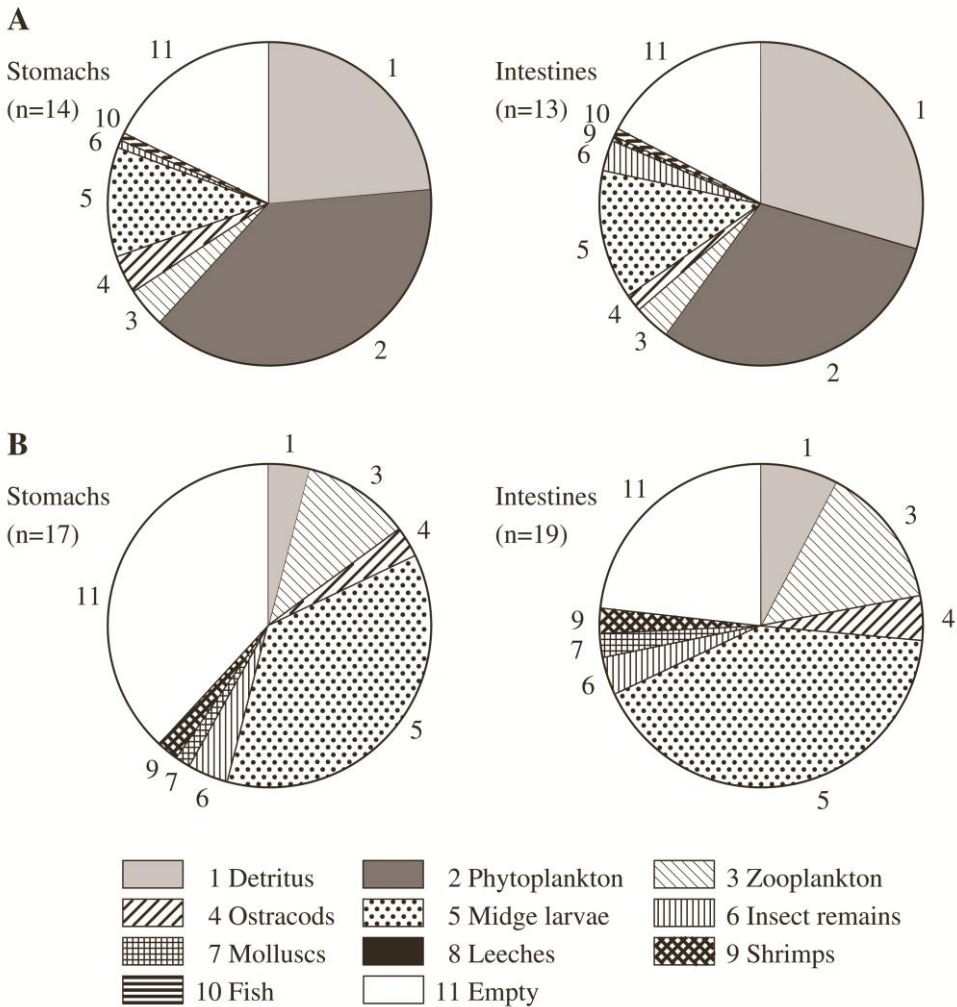 A
Stomachs
(n=14)
11
1
10
6
5
4
3
2
Intestines
(n=13)
11
1
10
9
6
5
4
3
2
B
Stomachs
(n=17)
1
3
4
11
5
9
7
6
Intestines
(n=19)
1
11
3
9
4
7
6
5
1 Detritus
2 Phytoplankton
3 Zooplankton
4 Ostracods
5 Midge larvae
6 Insect remains
7 Molluscs
8 Leeches
9 Shrimps
10 Fish
11 Empty